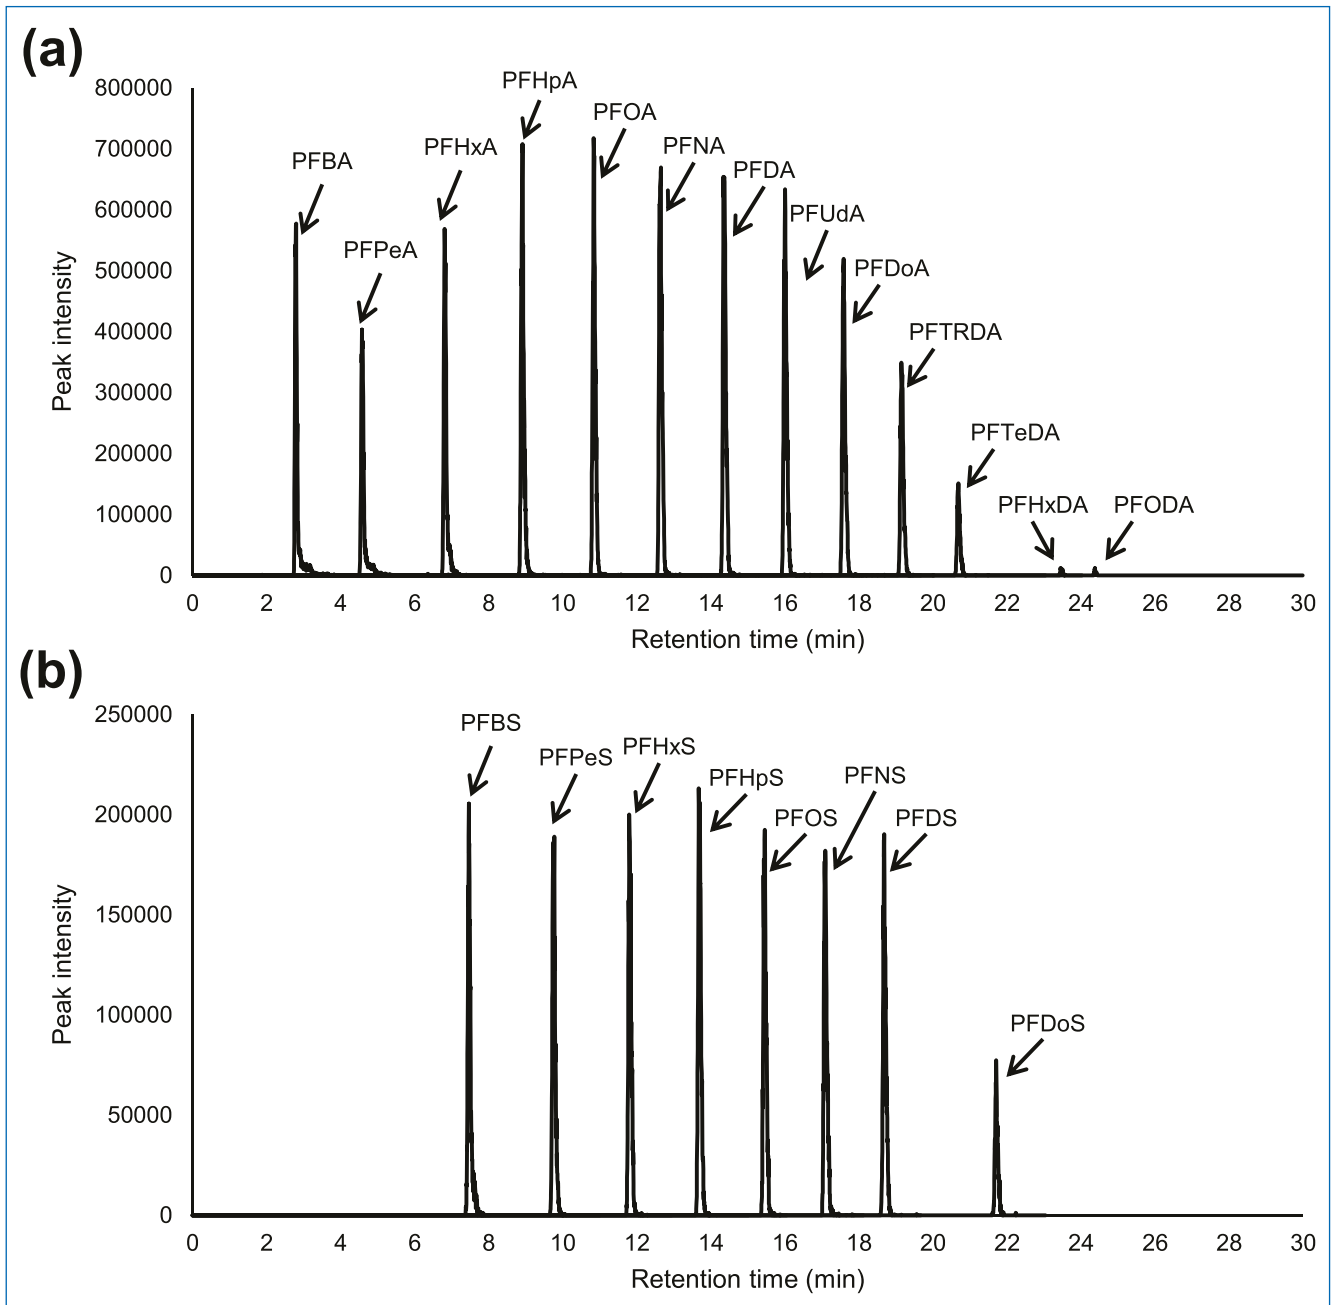 (a)
PFHpA
800000
PFOA
PFHxA
PFNA
700000
PFBA
PFDA
600000
PFUdA
PFPeA
500000
PFDoA
400000
PFTRDA
Peak intensity
300000
200000
PFTeDA
100000
PFHxDA
PFODA
0
0 2 4 6 8 10 12 14 16 18 20 22 24 26 28 30
Retention time (min)
(b)
250000
PFBS
PFPeS
PFHxS
PFHpS
PFNS
200000
PFOS
PFDS
150000
Peak intensity
100000
PFDoS
50000
0
0 2 4 6 8 10 12 14 16 18 20 22 24 26 28 30
Retention time (min)